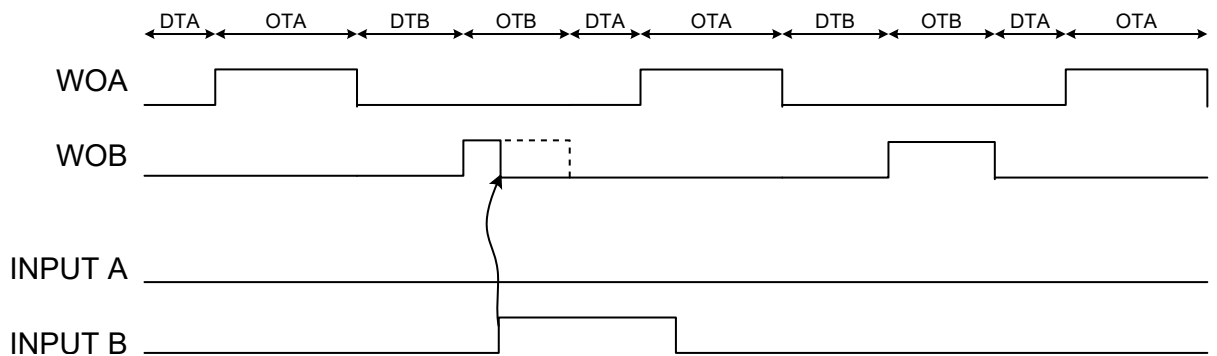 DTA OTA DTB OTB DTA OTA DTB OTB DTA OTA
WOA
WOB
INPUT A
INPUT B